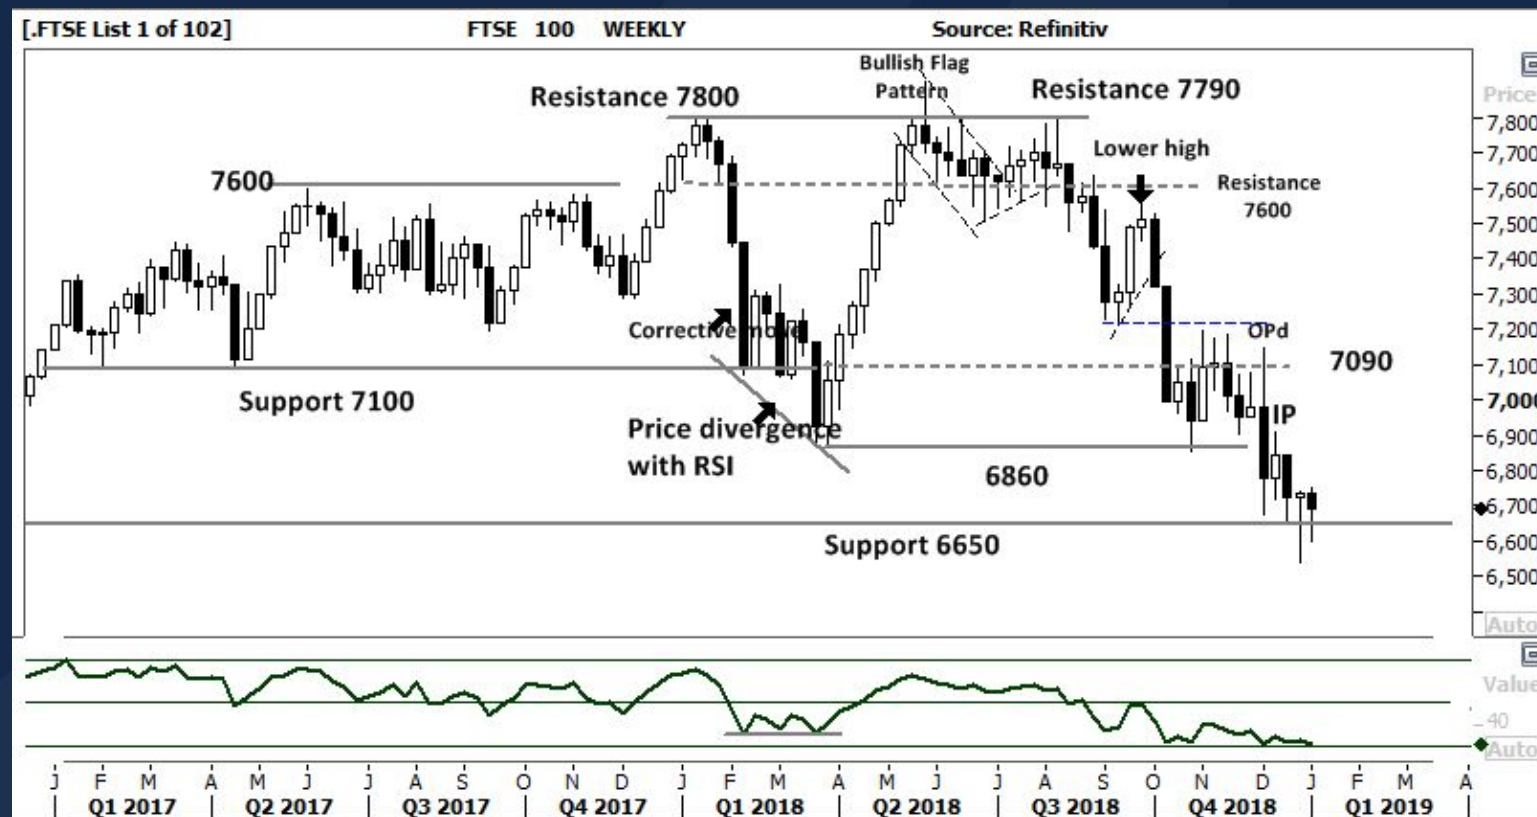 [.FTSE List 1 of 102] FTSE 100 WEEKLY Source: Refinitiv
Bullish Flag
Pattern
Resistance 7800
Resistance 7790
Price
7,800
Lower high
7,700
7600
Resistance
7600
7,600
7,500
7,400
7,300
Corrective move
OPd
7,200
7090
7,100
Support 7100
7,000
Price divergence
with RSI
IP
6,900
6860
6,800
6,700
Support 6650
6,600
6,500
Auto
Value
40
Auto
J F M A M J J A S O N D J F M A M J J A S O N D J F M A
Q1 2017 Q2 2017 Q3 2017 Q4 2017 Q1 2018 Q2 2018 Q3 2018 Q4 2018 Q1 2019